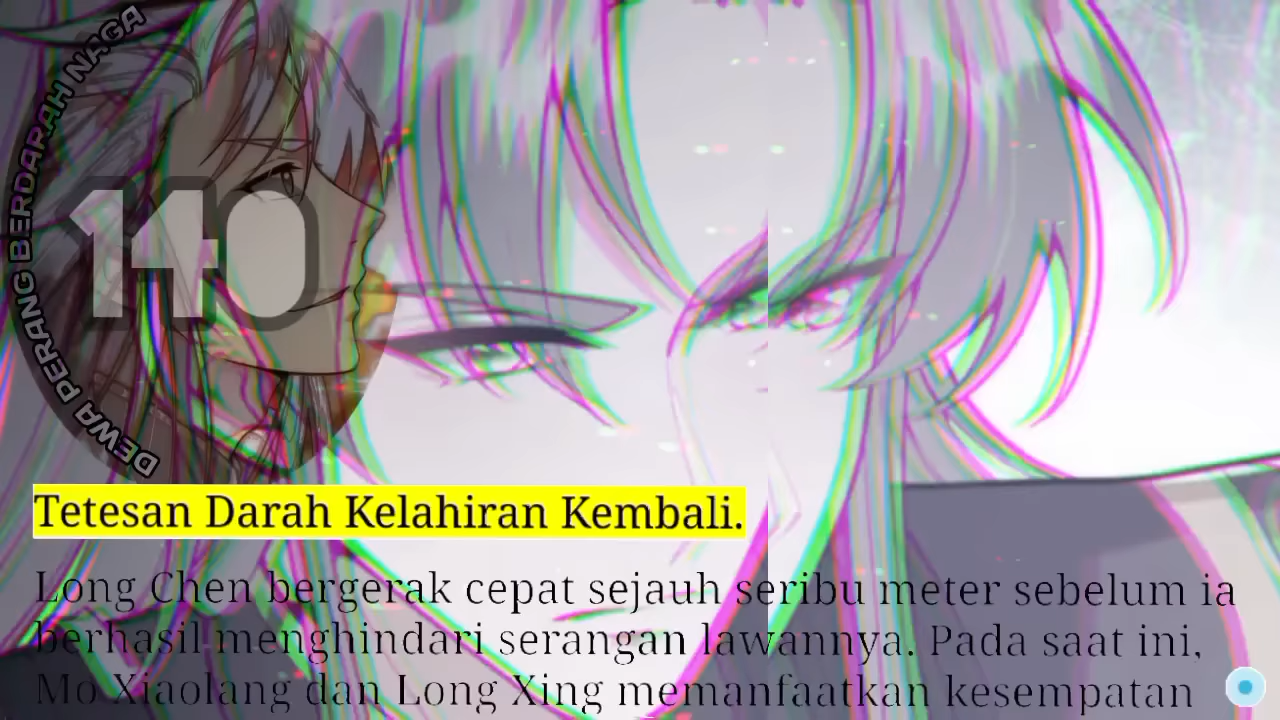 DEWA PERANG BERDARAH NAGA
140
Tetesan Darah Kelahiran Kembali.
Long Chen bergerak cepat sejauh seribu meter sebelum ia
berhasil menghindari serangan lawannya. Pada saat ini,
Mo Xiaolang dan Long Xing memanfaatkan kesempatan